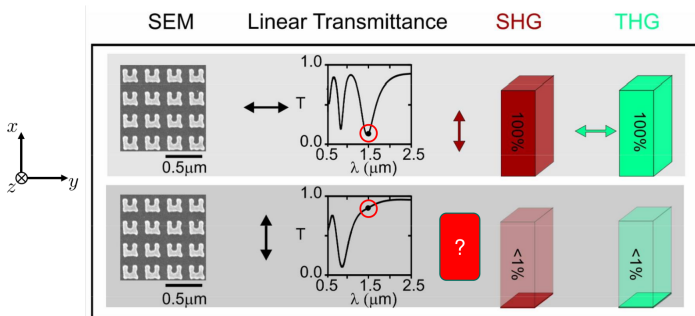 SEM Linear Transmittance SHG THG
x
z y
1.0
T
0.0
0.5 1.5 2.5
λ (μm)
0.5μm
100%
100%
1.0
T
0.0
0.5 1.5 2.5
λ (μm)
0.5μm
?
<1%
<1%